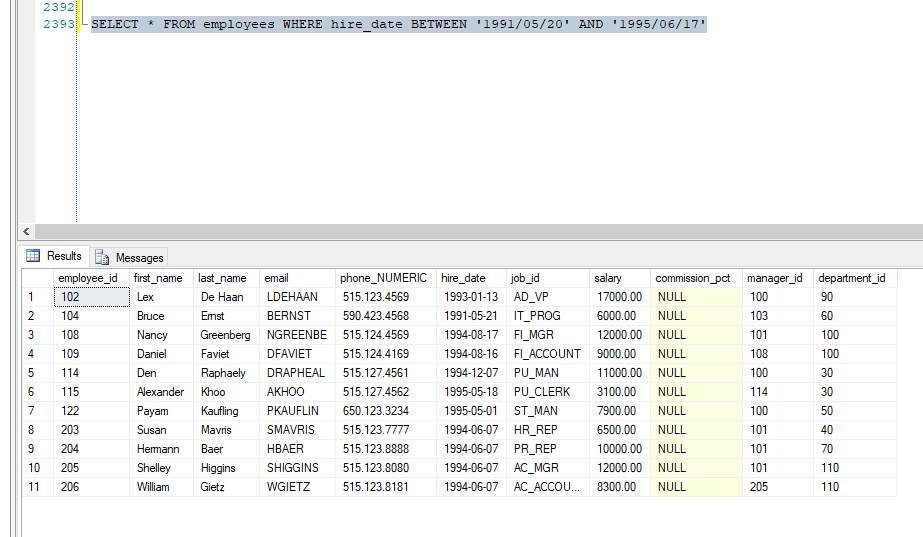 2392
2393 SELECT * FROM employees WHERE hire_date BETWEEN '1991/05/20' AND '1995/06/17'
Results Messages
employee_id first_name last_name email phone_NUMERIC hire_date job_id salary commission_pct manager_id department_id
1 102 Lex De Haan LDEHAAN 515.123.4569 1993-01-13 AD_VP 17000.00 NULL 100 90
2 104 Bruce Ernst BERNST 590.423.4568 1991-05-21 IT_PROG 6000.00 NULL 103 60
3 108 Nancy Greenberg NGREENBE 515.124.4569 1994-08-17 FI_MGR 12000.00 NULL 101 100
4 109 Daniel Faviet DFAVIET 515.124.4169 1994-08-16 FI_ACCOUNT 9000.00 NULL 108 100
5 114 Den Raphaely DRAPHEAL 515.127.4561 1994-12-07 PU_MAN 11000.00 NULL 100 30
6 115 Alexander Khoo AKHOO 515.127.4562 1995-05-18 PU_CLERK 3100.00 NULL 114 30
7 122 Payam Kaufling PKAUFLIN 650.123.3234 1995-05-01 ST_MAN 7900.00 NULL 100 50
8 203 Susan Mavris SMAVRIS 515.123.7777 1994-06-07 HR_REP 6500.00 NULL 101 40
9 204 Hermann Baer HBAER 515.123.8888 1994-06-07 PR_REP 10000.00 NULL 101 70
10 205 Shelley Higgins SHIGGINS 515.123.8080 1994-06-07 AC_MGR 12000.00 NULL 101 110
11 206 William Gietz WGIETZ 515.123.8181 1994-06-07 AC_ACCOU... 8300.00 NULL 205 110